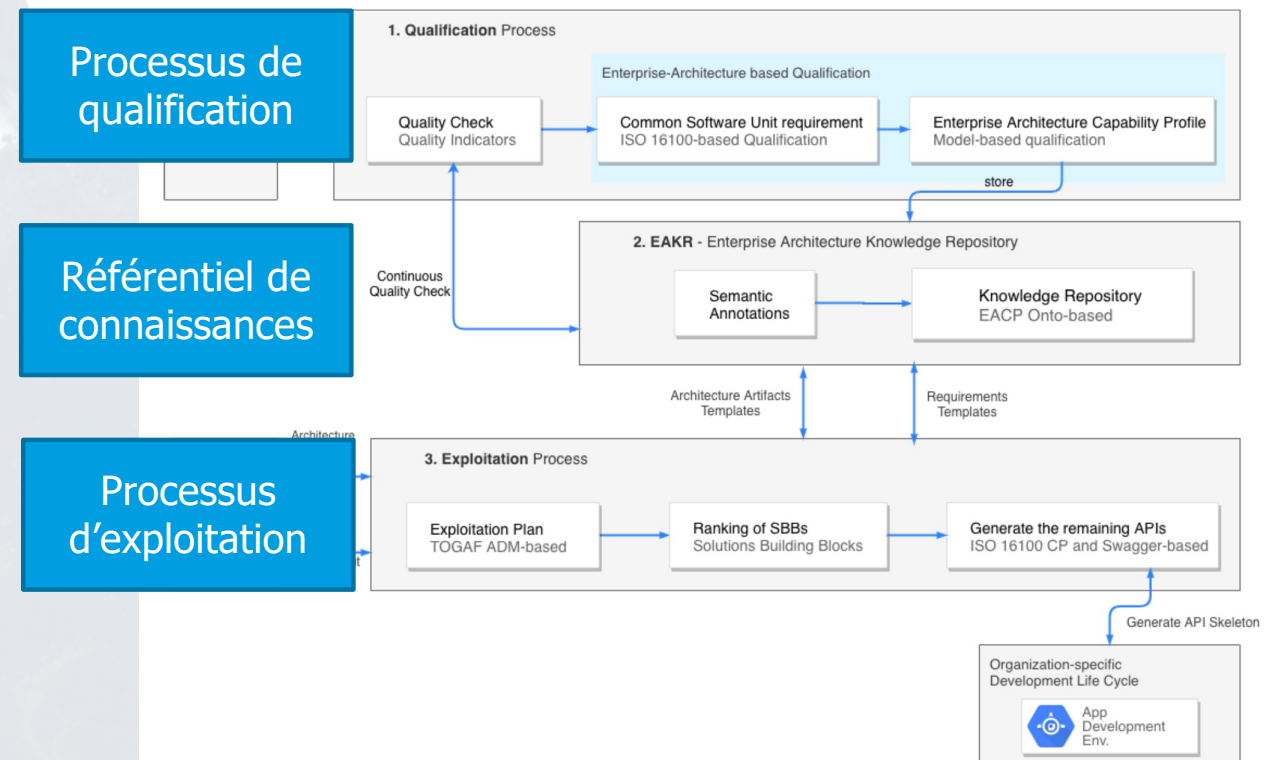 Processus de
qualification
1. Qualification Process
Enterprise-Architecture based Qualification
Quality Check
Quality Indicators
Common Software Unit requirement
ISO 16100-based Qualification
Enterprise Architecture Capability Profile
Model-based qualification
store
Référentiel de
connaissances
2. EAKR - Enterprise Architecture Knowledge Repository
Continuous
Quality Check
Semantic
Annotations
Knowledge Repository
EACP Onto-based
Architecture Artifacts
Templates
Requirements
Templates
Architecture
Processus
d’exploitation
3. Exploitation Process
Exploitation Plan
TOGAF ADM-based
Ranking of SBBs
Solutions Building Blocks
Generate the remaining APIs
ISO 16100 CP and Swagger-based
Generate API Skeleton
Organization-specific
Development Life Cycle
App
Development
Env.